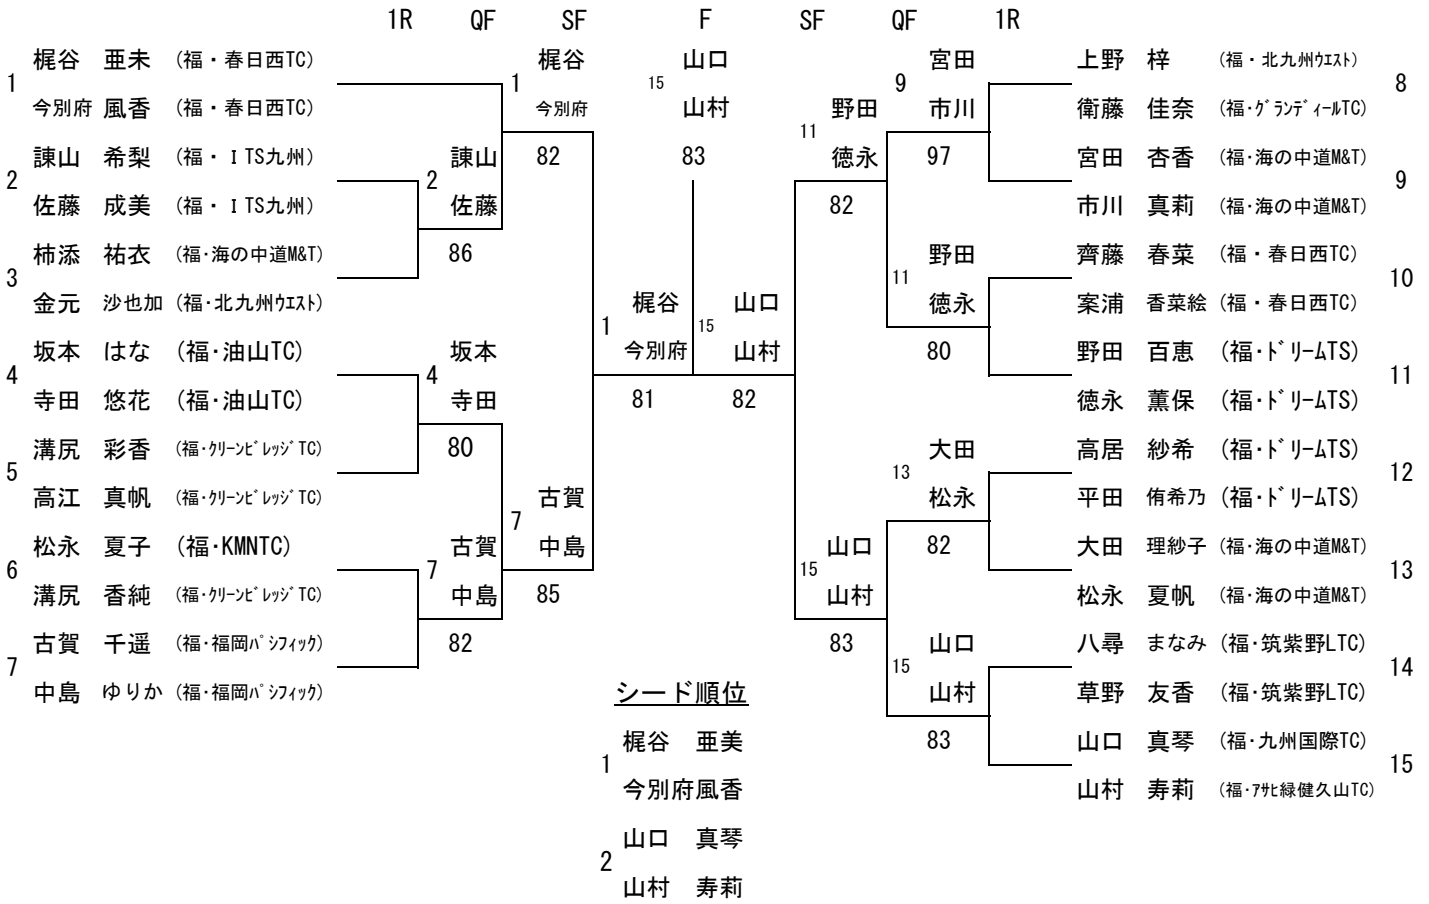 1R QF SF F SF QF 1R
1 梶谷 亜未 (福・春日西TC)
今別府 風香 (福・春日西TC)
2 諌山 希梨 (福・ITS九州)
佐藤 成美 (福・ITS九州)
3 柿添 祐衣 (福・海の中道M&T)
金元 沙也加 (福・北九州ウエスト)
4 坂本 はな (福・油山TC)
寺田 悠花 (福・油山TC)
5 溝尻 彩香 (福・クリーンビレッジTC)
高江 真帆 (福・クリーンビレッジTC)
6 松永 夏子 (福・KMNTC)
溝尻 香純 (福・クリーンビレッジTC)
7 古賀 千遥 (福・福岡パシフィック)
中島 ゆりか (福・福岡パシフィック)
2 諌山
佐藤
86
4 坂本
寺田
80
7 古賀
中島
82
1 梶谷
今別府
82
7 古賀
中島
85
1 梶谷
今別府
81
15 山口
山村
83
15 山口
山村
82
11 野田
徳永
82
15 山口
山村
83
9 宮田
市川
97
11 野田
徳永
80
13 大田
松永
82
15 山口
山村
83
上野 梓 (福・北九州ウエスト) 8
衛藤 佳奈 (福・グランディールTC)
宮田 杏香 (福・海の中道M&T) 9
市川 真莉 (福・海の中道M&T)
齊藤 春菜 (福・春日西TC) 10
案浦 香菜絵 (福・春日西TC)
野田 百恵 (福・ドリームTS) 11
徳永 薫保 (福・ドリームTS)
高居 紗希 (福・ドリームTS) 12
平田 侑希乃 (福・ドリームTS)
大田 理紗子 (福・海の中道M&T) 13
松永 夏帆 (福・海の中道M&T)
八尋 まなみ (福・筑紫野LTC) 14
草野 友香 (福・筑紫野LTC)
山口 真琴 (福・九州国際TC) 15
山村 寿莉 (福・アサヒ緑健久山TC)
シード順位
1 梶谷 亜美
今別府風香
2 山口 真琴
山村 寿莉